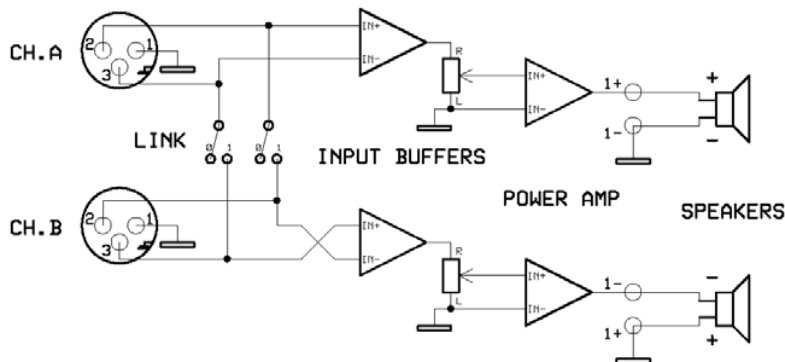 CH.A
2 1
3
IN+
IN-
R
L
IN+
IN-
1+
1-
+
-
LINK
0 1
0 1
INPUT BUFFERS
POWER AMP
SPEAKERS
CH.B
2 1
3
IN+
IN-
R
L
IN+
IN-
1-
1+
-
+